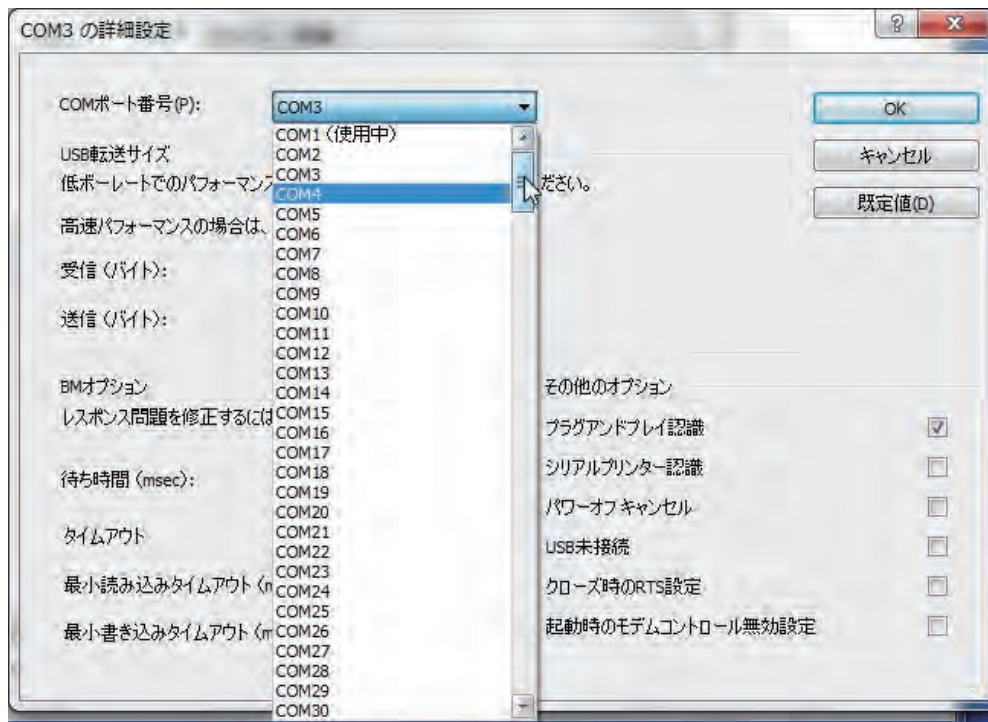 COM3 の詳細設定
COMポート番号(P):
COM3
OK
キャンセル
既定値(D)
COM1 (使用中)
COM2
COM3
COM4
COM5
COM6
COM7
COM8
COM9
COM10
COM11
COM12
COM13
COM14
COM15
COM16
COM17
COM18
COM19
COM20
COM21
COM22
COM23
COM24
COM25
COM26
COM27
COM28
COM29
COM30
USB転送サイズ
低ボーレートでのパフォーマンス
ださい。
高速パフォーマンスの場合は、
受信 (バイト):
送信 (バイト):
BMオプション
レスポンス問題を修正するには
待ち時間 (msec):
タイムアウト
最小読み込みタイムアウト (m
最小書き込みタイムアウト (m
その他のオプション
プラグアンドプレイ認識
シリアルプリンター認識
パワーオフ キャンセル
USB未接続
クローズ時のRTS設定
起動時のモデムコントロール無効設定